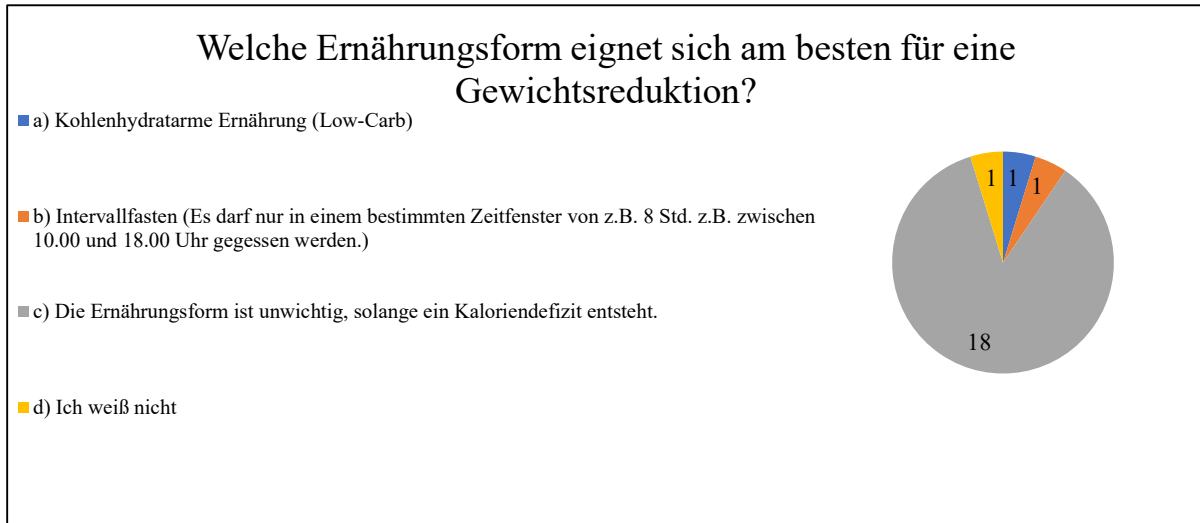 Welche Ernährungsform eignet sich am besten für eine
Gewichtsreduktion?
a) Kohlenhydratarme Ernährung (Low-Carb)
b) Intervallfasten (Es darf nur in einem bestimmten Zeitfenster von z.B. 8 Std. z.B. zwischen
10.00 und 18.00 Uhr gegessen werden.)
c) Die Ernährungsform ist unwichtig, solange ein Kaloriendefizit entsteht.
d) Ich weiß nicht
1
1
1
18